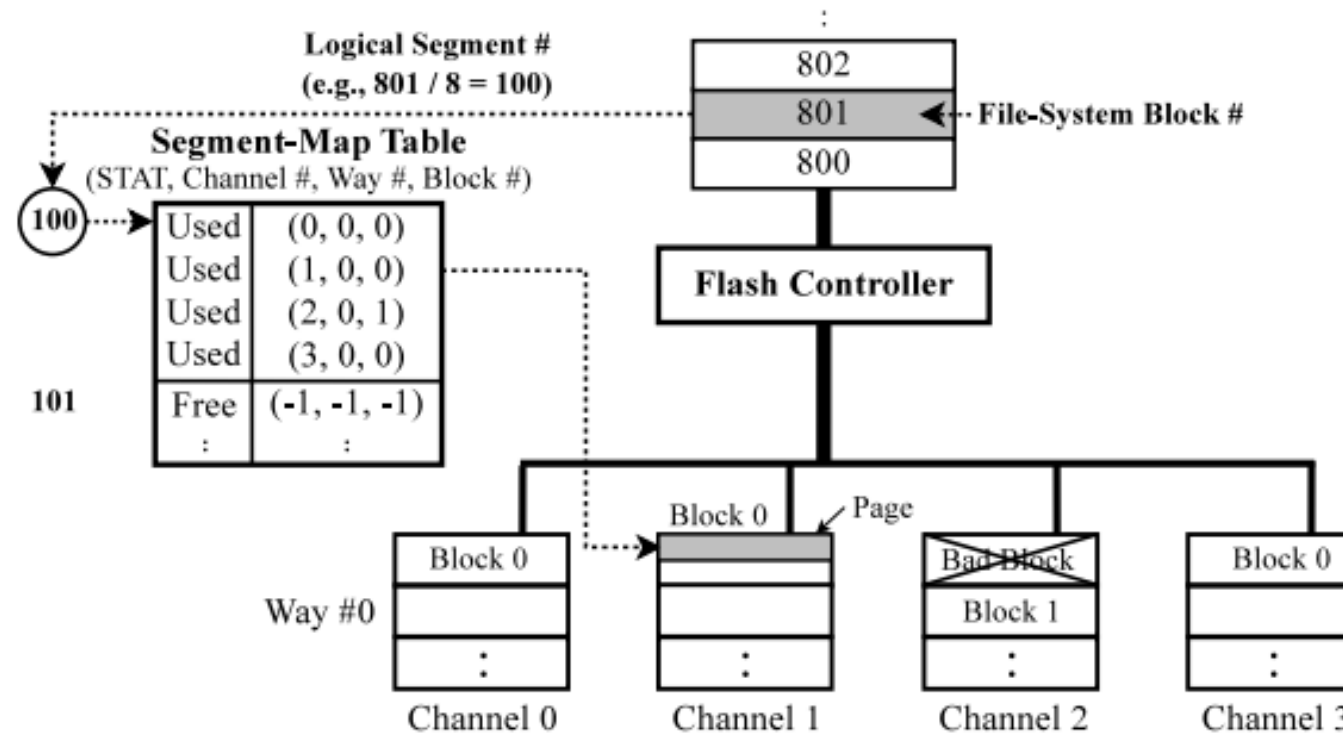 :
Logical Segment #
(e.g., 801 / 8 = 100)
802
801
800
File-System Block #
Segment-Map Table
(STAT, Channel #, Way #, Block #)
100
Used (0, 0, 0)
Used (1, 0, 0)
Used (2, 0, 1)
Used (3, 0, 0)
101
Free (-1, -1, -1)
: :
Flash Controller
Block 0
Page
Block 0
Bad Block
Block 0
Way #0
Block 1
: : : :
Channel 0
Channel 1
Channel 2
Channel 3